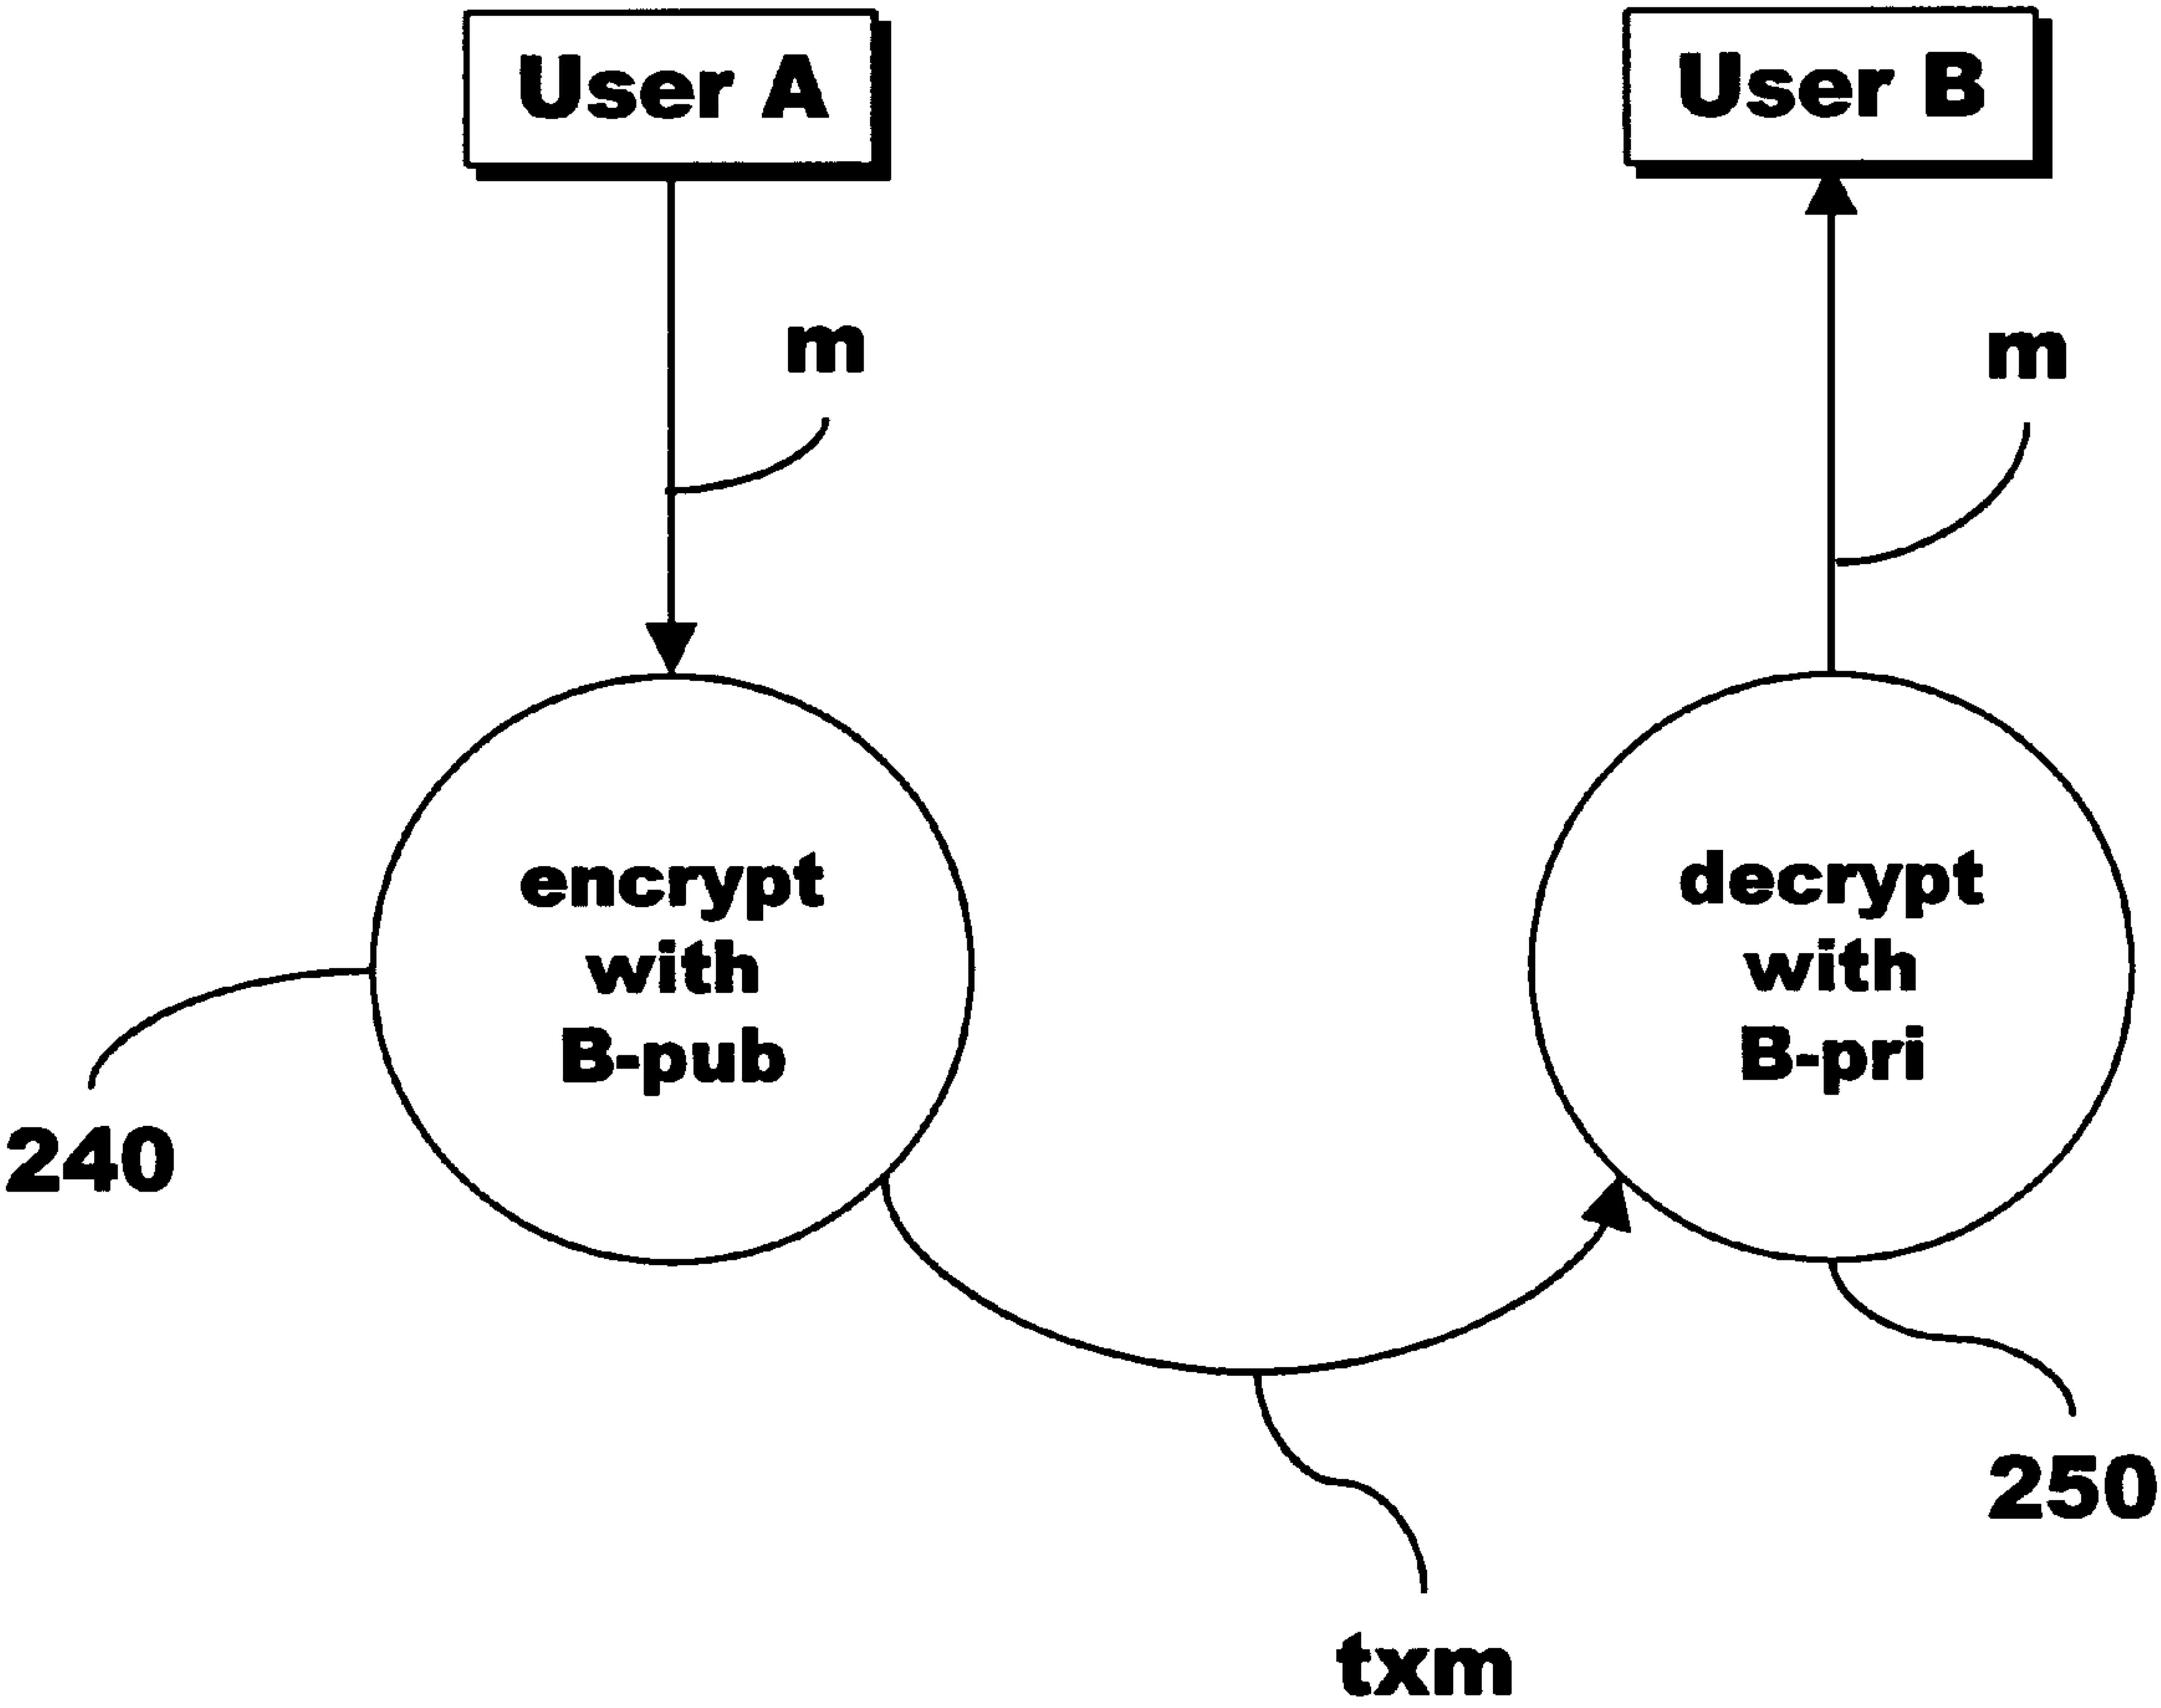 User A
User B
m
m
encrypt
with
B-pub
decrypt
with
B-pri
240
250
txm